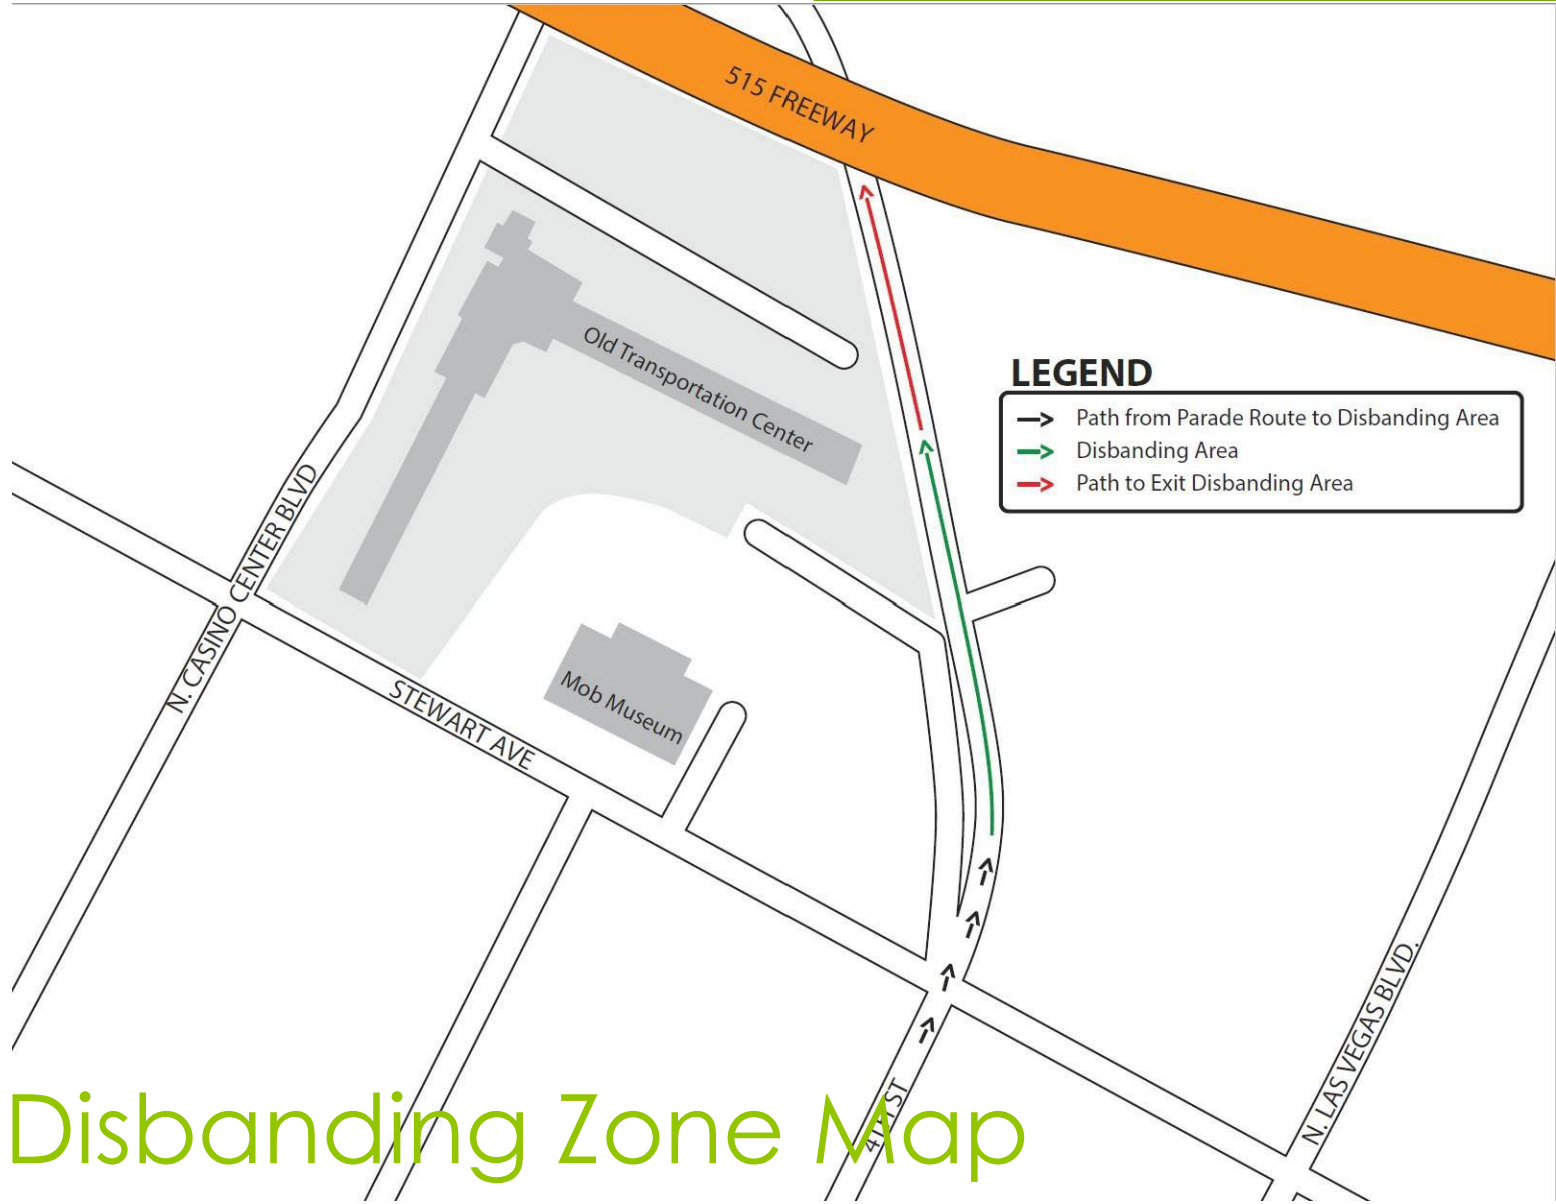 515 FREEWAY
Old Transportation Center
LEGEND
Path from Parade Route to Disbanding Area
Disbanding Area
Path to Exit Disbanding Area
N. CASINO CENTER BLVD
Mob Museum
STEWART AVE
N. LAS VEGAS BLVD.
4TH ST
Disbanding Zone Map